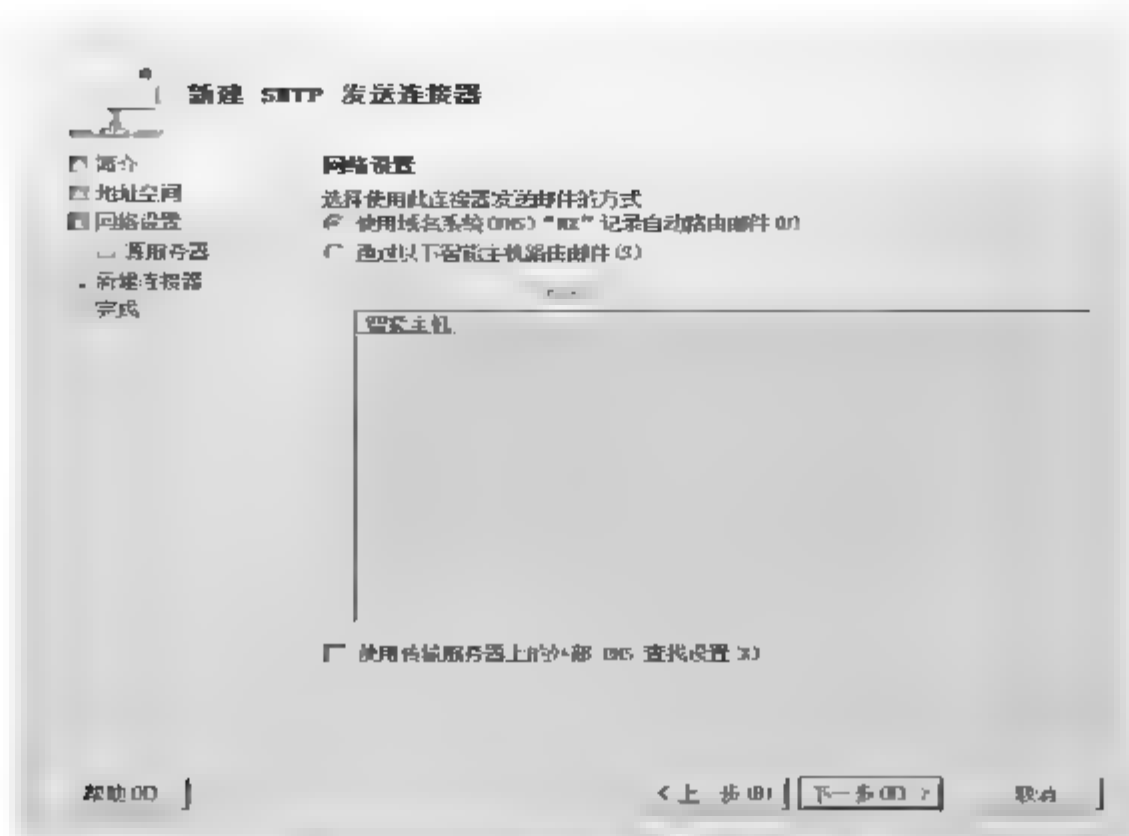 新建 SMTP 发送连接器
简介
地址空间
网络设置
源服务器
新建连接器
完成
网络设置
选择使用此连接器发送邮件的方式
使用域名系统(DNS)“MX”记录自动路由邮件(U)
通过以下智能主机路由邮件(S)
智能主机
使用传输服务器上的外部 DNS 查找设置(X)
帮助(H)
<上一步(B)
下一步(N) >
取消